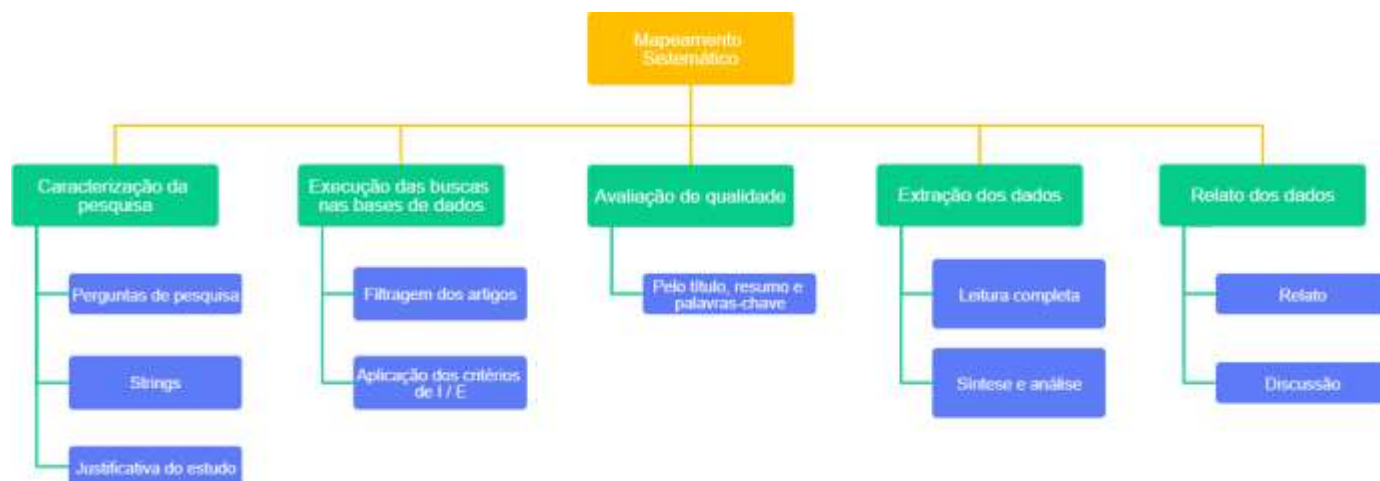 Mapeamento
Sistemático
Caracterização da
pesquisa
Perguntas de pesquisa
Strings
Justificativa do estudo
Execução das buscas
nas bases de dados
Filtragem dos artigos
Aplicação dos critérios
de I / E
Avaliação de qualidade
Pelo título, resumo e
palavras-chave
Extração dos dados
Leitura completa
Síntese e análise
Relato dos dados
Relato
Discussão